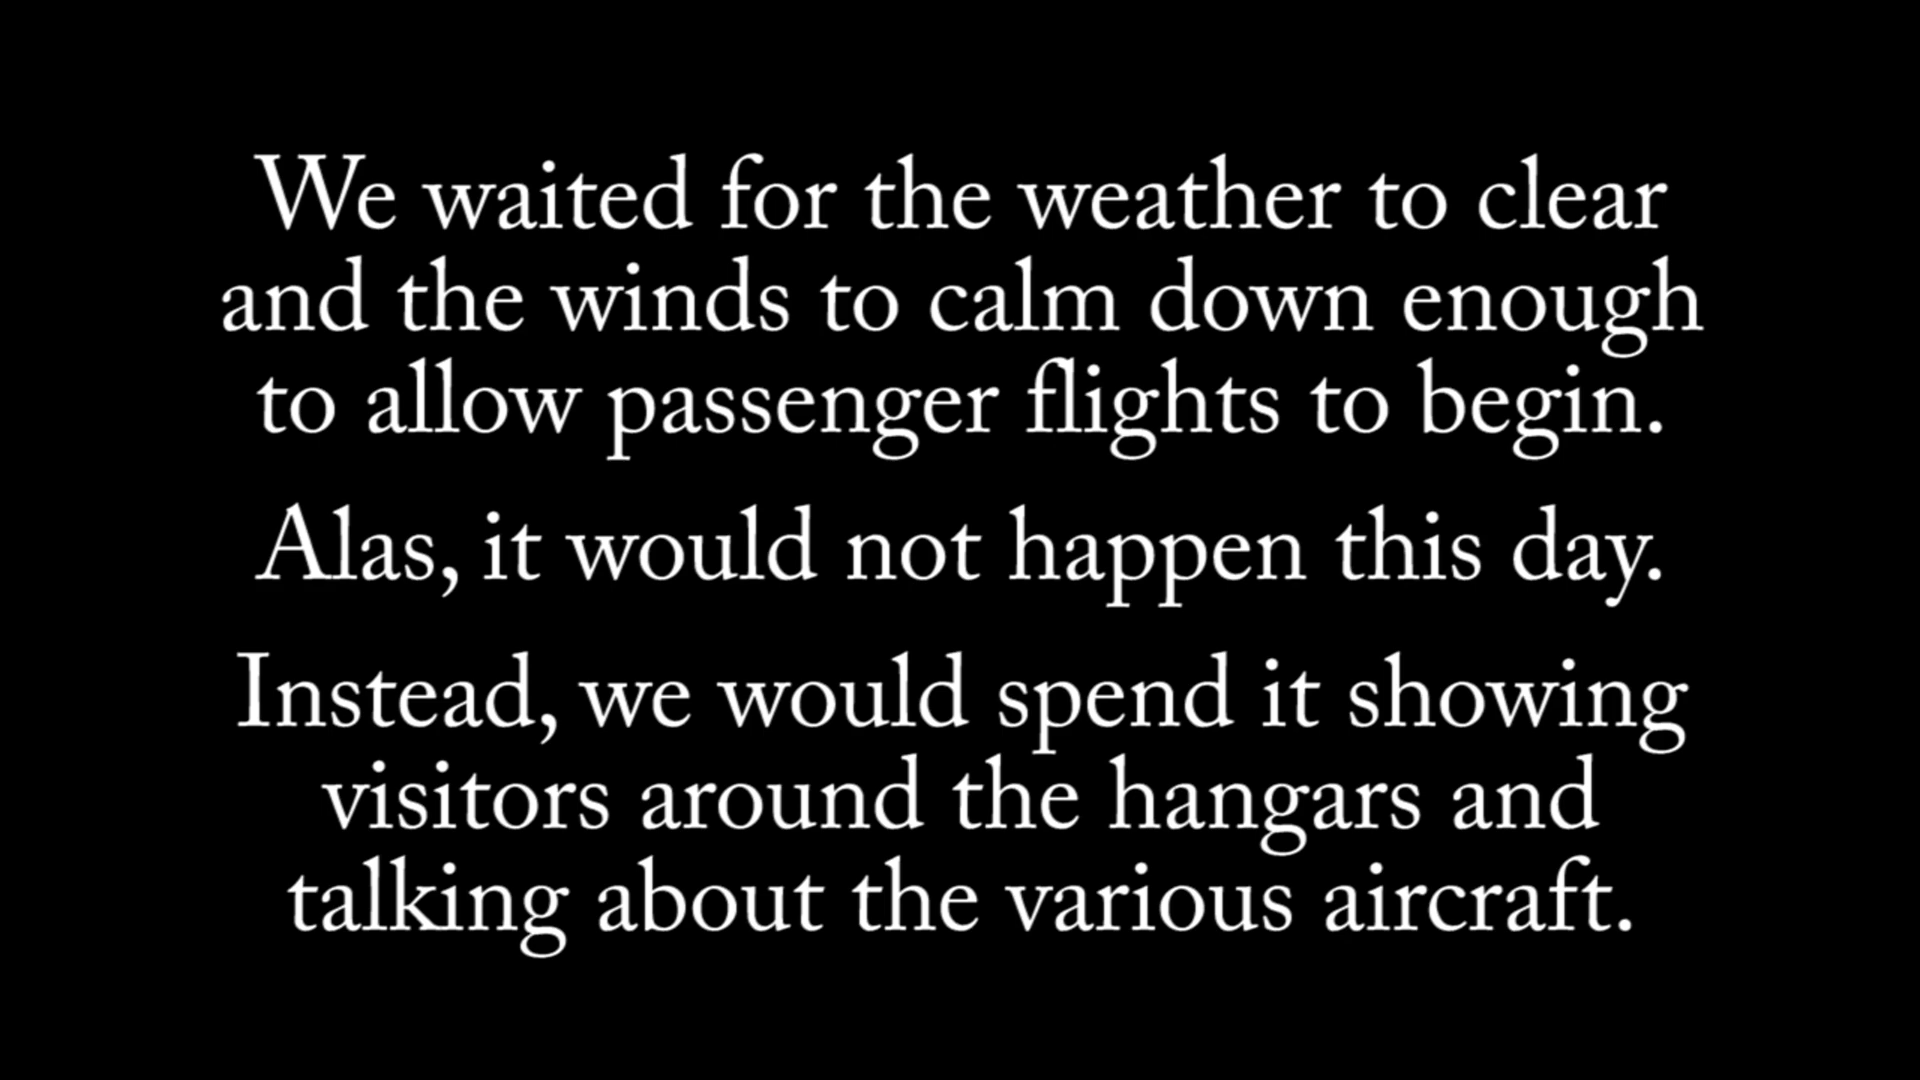 We waited for the weather to clear
and the winds to calm down enough
to allow passenger flights to begin.
Alas, it would not happen this day.
Instead, we would spend it showing
visitors around the hangars and
talking about the various aircraft.